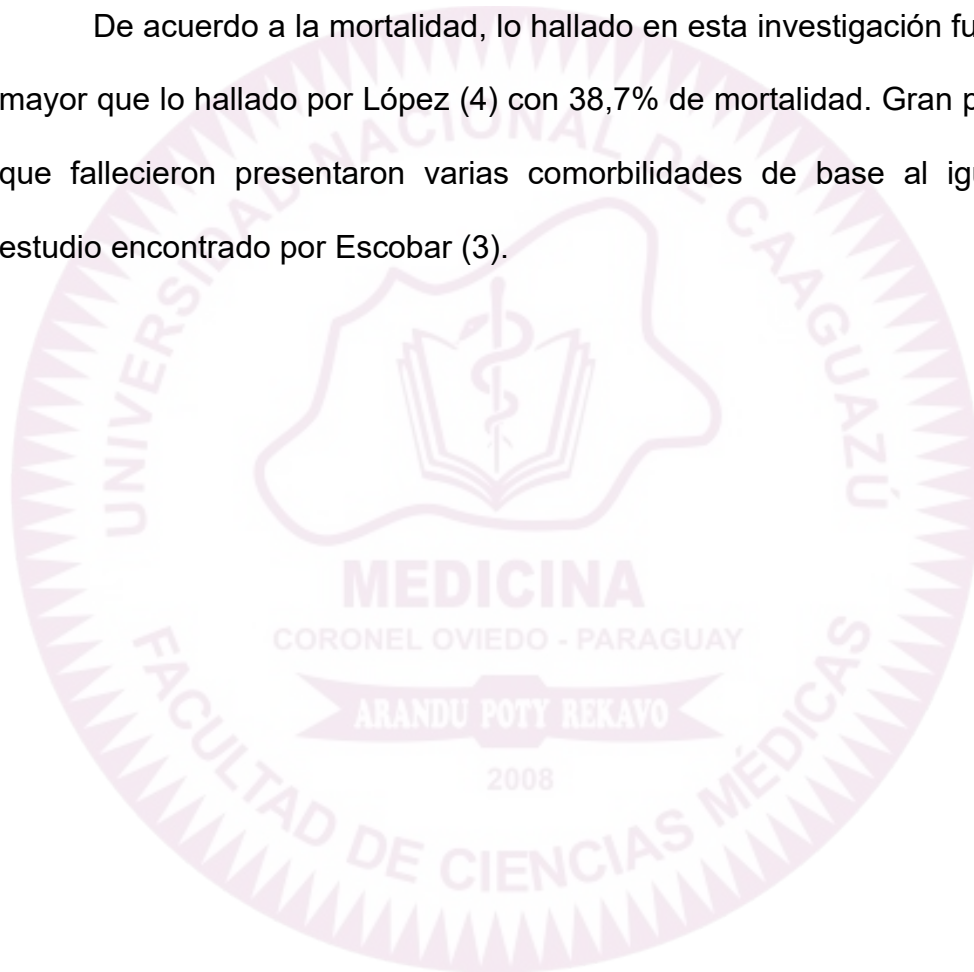 De acuerdo a la mortalidad, lo hallado en esta investigación fu
mayor que lo hallado por López (4) con 38,7% de mortalidad. Gran p
que fallecieron presentaron varias comorbilidades de base al igu
estudio encontrado por Escobar (3).
UNIVERSIDAD NACIONAL DE CAAGUAZÚ
MEDICINA
CORONEL OVIEDO - PARAGUAY
ARANDU POTY REKAVO
2008
FACULTAD DE CIENCIAS MÉDICAS